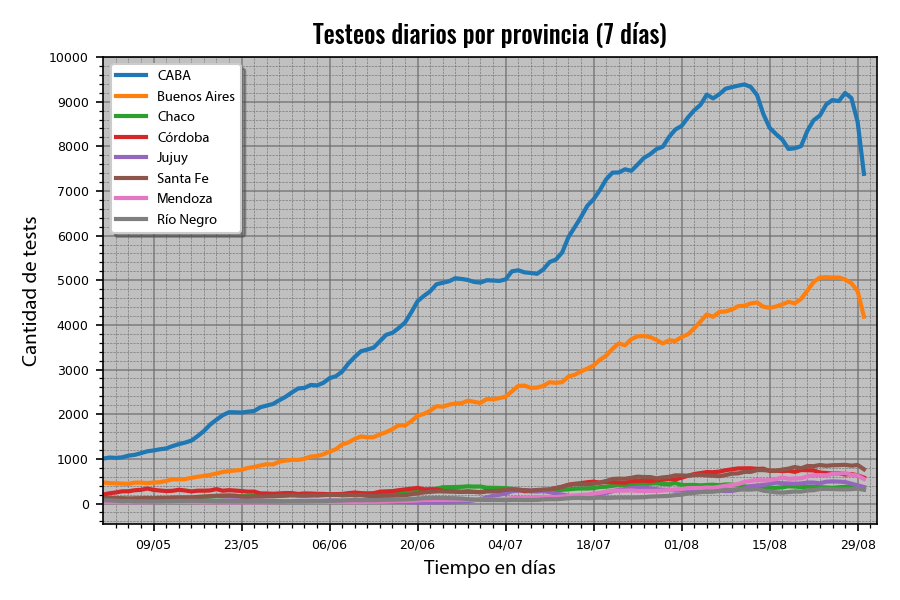 Testeos diarios por provincia (7 días)
10000
9000
8000
7000
6000
5000
4000
3000
2000
1000
0
Cantidad de tests
CABA
Buenos Aires
Chaco
Córdoba
Jujuy
Santa Fe
Mendoza
Río Negro
09/05 23/05 06/06 20/06 04/07 18/07 01/08 15/08 29/08
Tiempo en días